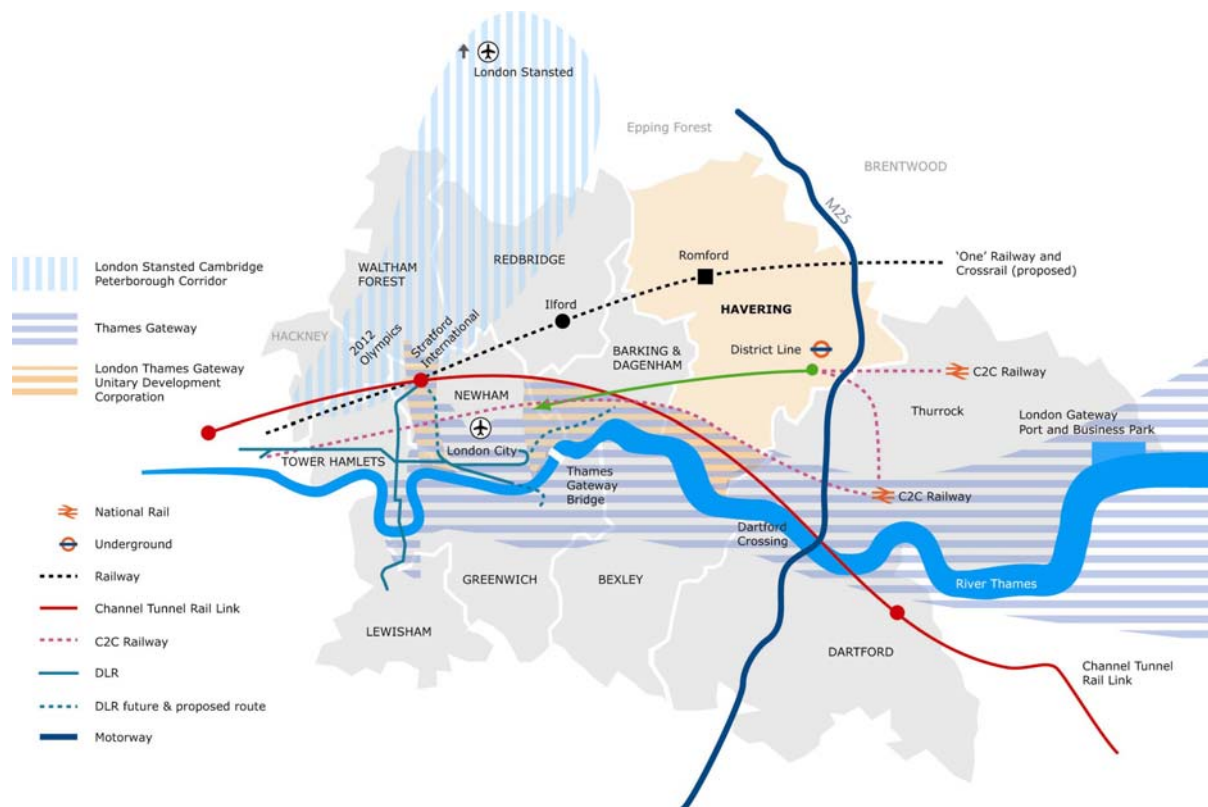 London Stansted
Epping Forest
BRENTWOOD
M25
London Stansted Cambridge
Peterborough Corridor
Thames Gateway
London Thames Gateway
Unitary Development
Corporation
WALTHAM
FOREST
REDBRIDGE
Romford
'One' Railway and
Crossrail (proposed)
HACKNEY
2012
Olympics
Stratford
International
Ilford
HAVERING
BARKING &
DAGENHAM
District Line
NEWHAM
C2C Railway
Thurrock
London Gateway
Port and Business Park
London City
TOWER HAMLETS
Thames
Gateway
Bridge
C2C Railway
Dartford
Crossing
River Thames
GREENWICH
BEXLEY
LEWISHAM
DARTFORD
Channel Tunnel
Rail Link
National Rail
Underground
Railway
Channel Tunnel Rail Link
C2C Railway
DLR
DLR future & proposed route
Motorway